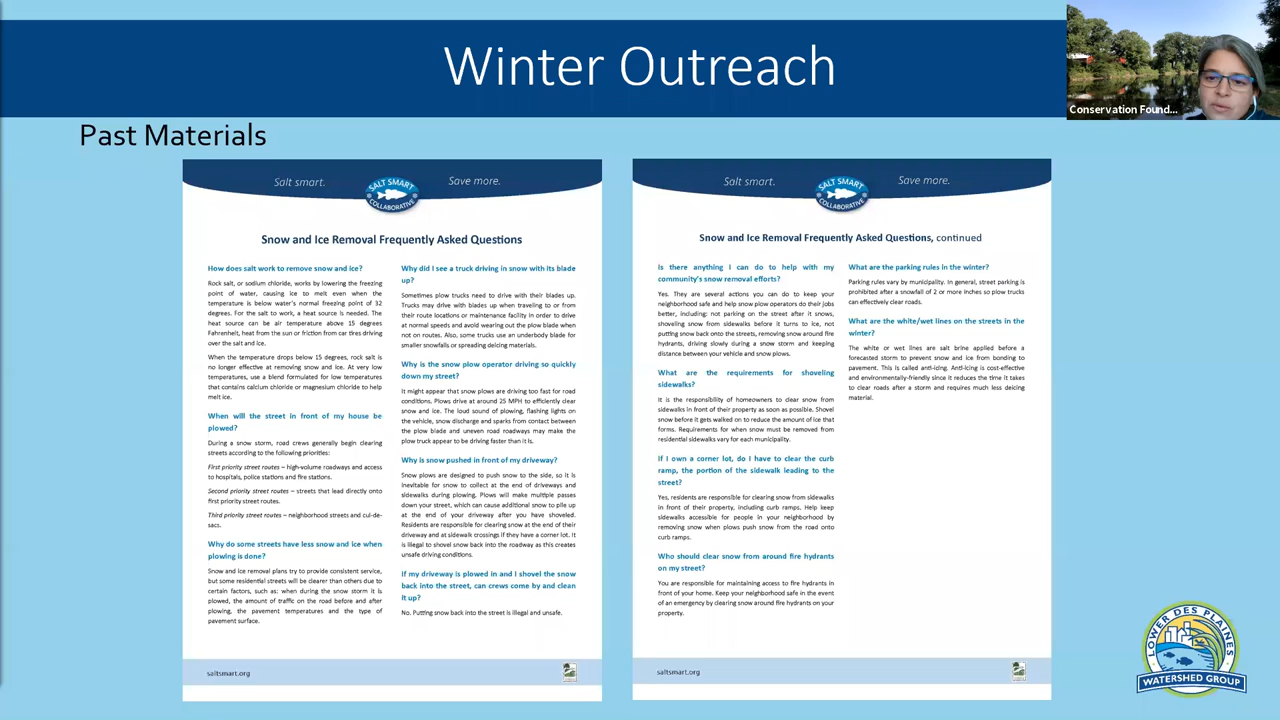 Winter Outreach
Conservation Found...
Past Materials
Salt smart.
SALT SMART
COLLABORATIVE
Save more.
Snow and Ice Removal Frequently Asked Questions
How does salt work to remove snow and ice?
Rock salt, or sodium chloride, works by lowering the freezing
point of water, causing ice to melt even when the
temperature is below water's normal freezing point of 32
degrees. For the salt to work, a heat source is needed. The
heat source can be air temperature above 15 degrees
Fahrenheit, heat from the sun or friction from car tires driving
over the salt and ice.
When the temperature drops below 15 degrees, rock salt is
no longer effective at removing snow and ice. At very low
temperatures, use a blend formulated for low temperatures
that contains calcium chloride or magnesium chloride to help
melt ice.
When will the street in front of my house be
plowed?
During a snow storm, road crews generally begin clearing
streets according to the following priorities:
First priority street routes – high-volume roadways and access
to hospitals, police stations and fire stations.
Second priority street routes – streets that lead directly onto
first priority street routes.
Third priority street routes – neighborhood streets and cul-de-
sacs.
Why do some streets have less snow and ice when
plowing is done?
Snow and ice removal plans try to provide consistent service,
but some residential streets will be clearer than others due to
certain factors, such as: when during the snow storm it is
plowed, the amount of traffic on the road before and after
plowing, the pavement temperatures and the type of
pavement surface.
Why did I see a truck driving in snow with its blade
up?
Sometimes plow trucks need to drive with their blades up.
Trucks may drive with blades up when traveling to or from
their route locations or maintenance facility in order to drive
at normal speeds and avoid wearing out the plow blade when
not on routes. Also, some trucks use an underbody blade for
smaller snowfalls or spreading deicing materials.
Why is the snow plow operator driving so quickly
down my street?
It might appear that snow plows are driving too fast for road
conditions. Plows drive at around 25 MPH to efficiently clear
snow and ice. The loud sound of plowing, flashing lights on
the vehicle, snow discharge and sparks from contact between
the plow blade and uneven road roadways may make the
plow truck appear to be driving faster than it is.
Why is snow pushed in front of my driveway?
Snow plows are designed to push snow to the side, so it is
inevitable for snow to collect at the end of driveways and
sidewalks during plowing. Plows will make multiple passes
down your street, which can cause additional snow to pile up
at the end of your driveway after you have shoveled.
Residents are responsible for clearing snow at the end of their
driveway and at sidewalk crossings if they have a corner lot. It
is illegal to shovel snow back into the roadway as this creates
unsafe driving conditions.
If my driveway is plowed in and I shovel the snow
back into the street, can crews come by and clean
it up?
No. Putting snow back into the street is illegal and unsafe.
saltsmart.org
Salt smart.
SALT SMART
COLLABORATIVE
Save more.
Snow and Ice Removal Frequently Asked Questions, continued
Is there anything I can do to help with my
community's snow removal efforts?
Yes. They are several actions you can do to keep your
neighborhood safe and help snow plow operators do their jobs
better, including: not parking on the street after it snows,
shoveling snow from sidewalks before it turns to ice, not
putting snow back onto the streets, removing snow around fire
hydrants, driving slowly during a snow storm and keeping
distance between your vehicle and snow plows.
What are the requirements for shoveling
sidewalks?
It is the responsibility of homeowners to clear snow from
sidewalks in front of their property as soon as possible. Shovel
snow before it gets walked on to reduce the amount of ice that
forms. Requirements for when snow must be removed from
residential sidewalks vary for each municipality.
If I own a corner lot, do I have to clear the curb
ramp, the portion of the sidewalk leading to the
street?
Yes, residents are responsible for clearing snow from sidewalks
in front of their property, including curb ramps. Help keep
sidewalks accessible for people in your neighborhood by
removing snow when plows push snow from the road onto
curb ramps.
Who should clear snow from around fire hydrants
on my street?
You are responsible for maintaining access to fire hydrants in
front of your home. Keep your neighborhood safe in the event
of an emergency by clearing snow around fire hydrants on your
property.
What are the parking rules in the winter?
Parking rules vary by municipality. In general, street parking is
prohibited after a snowfall of 2 or more inches so plow trucks
can effectively clear roads.
What are the white/wet lines on the streets in the
winter?
The white or wet lines are salt brine applied before a
forecasted storm to prevent snow and ice from bonding to
pavement. This is called anti-icing. Anti-icing is cost-effective
and environmentally-friendly since it reduces the time it takes
to clear roads after a storm and requires much less deicing
material.
saltsmart.org
LOWER DES PLAINES
WATERSHED GROUP